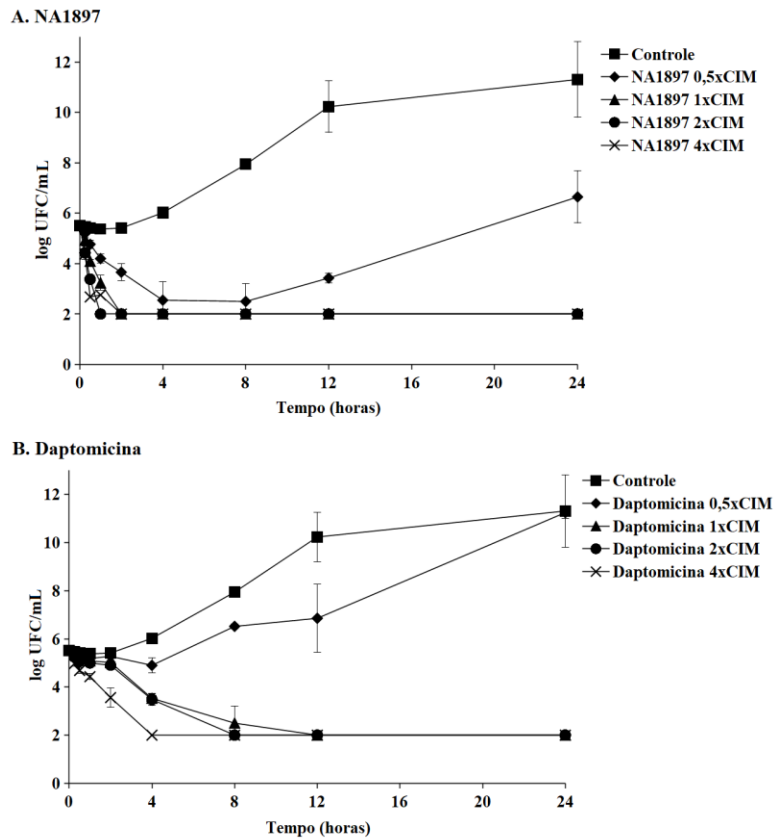 A. NA1897
12
10
8
6
4
2
0
log UFC/mL
0
4
8
12
16
20
24
Tempo (horas)
Controle
NA1897 0,5xCIM
NA1897 1xCIM
NA1897 2xCIM
NA1897 4xCIM
B. Daptomicina
12
10
8
6
4
2
0
log UFC/mL
0
4
8
12
16
20
24
Tempo (horas)
Controle
Daptomicina 0,5xCIM
Daptomicina 1xCIM
Daptomicina 2xCIM
Daptomicina 4xCIM